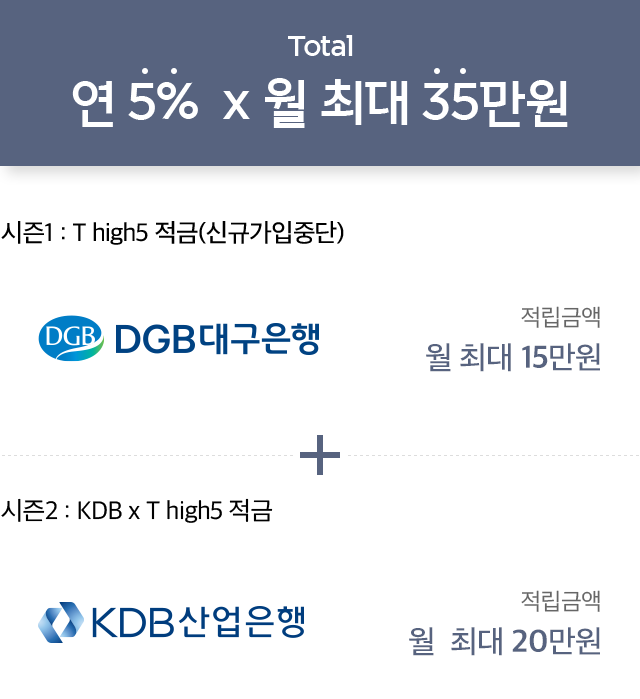 Total
연 5% x 월 최대 35만원
시즌1 : T high5 적금(신규가입중단)
DGB DGB대구은행
적립금액
월 최대 15만원
시즌2 : KDB x T high5 적금
KDB산업은행
적립금액
월 최대 20만원